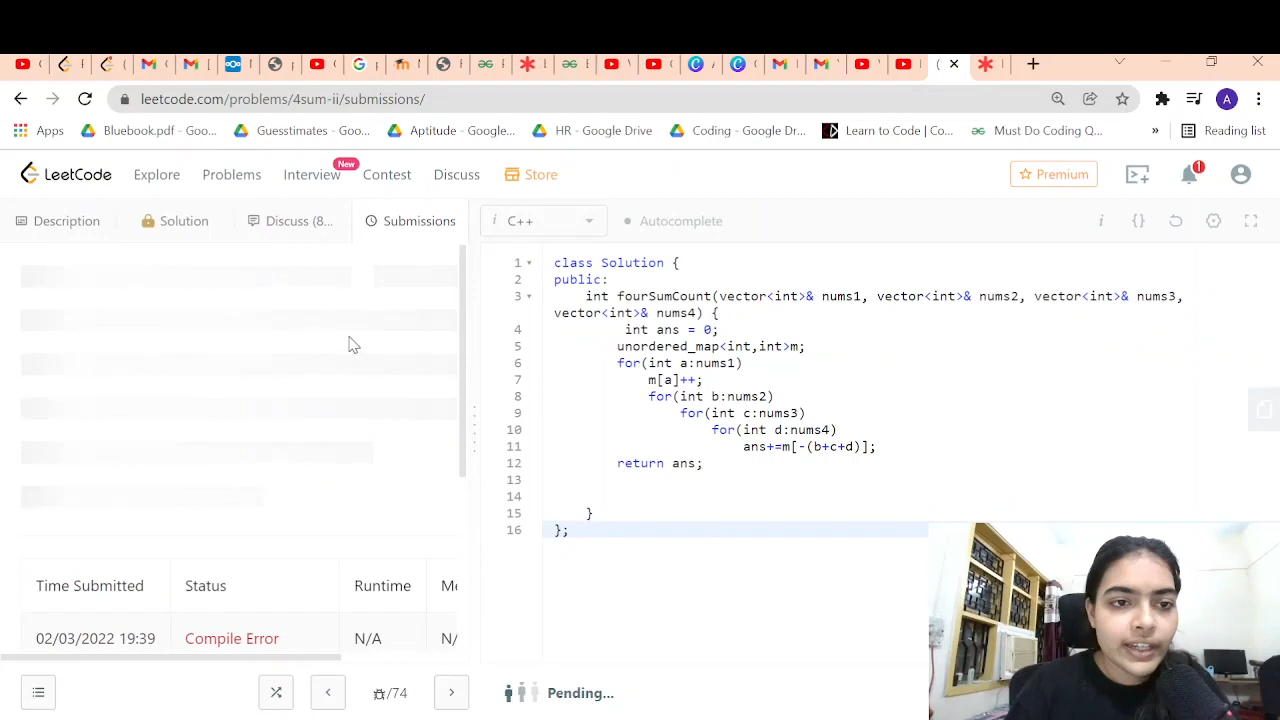 leetcode.com/problems/4sum-ii/submissions/
Apps
Bluebook.pdf - Goo...
Guesstimates - Goo...
Aptitude - Google...
HR - Google Drive
Coding - Google Dr...
Learn to Code | Co...
Must Do Coding Q...
»
Reading list
LeetCode
Explore
Problems
Interview
New
Contest
Discuss
Store
Premium
1
A
Description
Solution
Discuss (8...
Submissions
i C++
Autocomplete
i {}
1 class Solution {
2 public:
3 int fourSumCount(vector<int>& nums1, vector<int>& nums2, vector<int>& nums3,
vector<int>& nums4) {
4 int ans = 0;
5 unordered_map<int,int>m;
6 for(int a:nums1)
7 m[a]++;
8 for(int b:nums2)
9 for(int c:nums3)
10 for(int d:nums4)
11 ans+=m[-(b+c+d)];
12 return ans;
13
14
15 }
16 };
Time Submitted Status Runtime Me
02/03/2022 19:39 Compile Error N/A N/
/74
Pending...